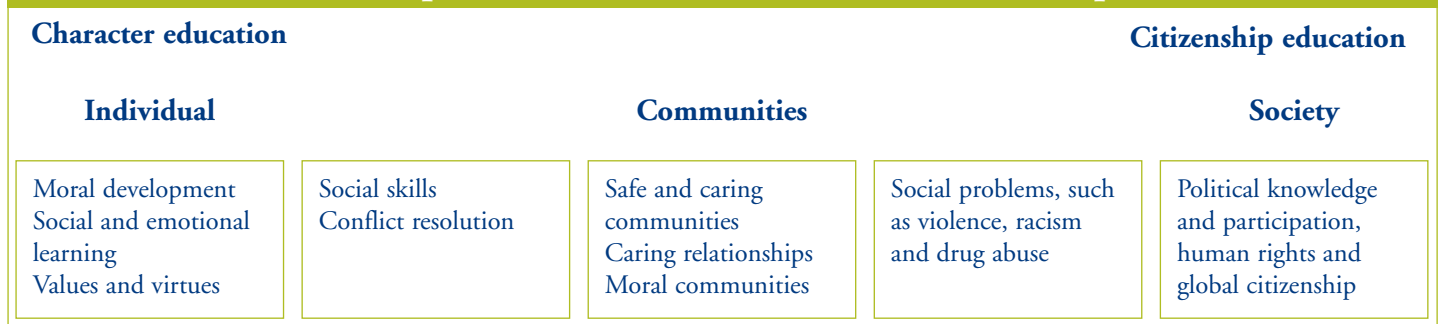 Character education
Citizenship education
Individual
Communities
Society
Moral development
Social and emotional
learning
Values and virtues
Social skills
Conflict resolution
Safe and caring
communities
Caring relationships
Moral communities
Social problems, such
as violence, racism
and drug abuse
Political knowledge
and participation,
human rights and
global citizenship